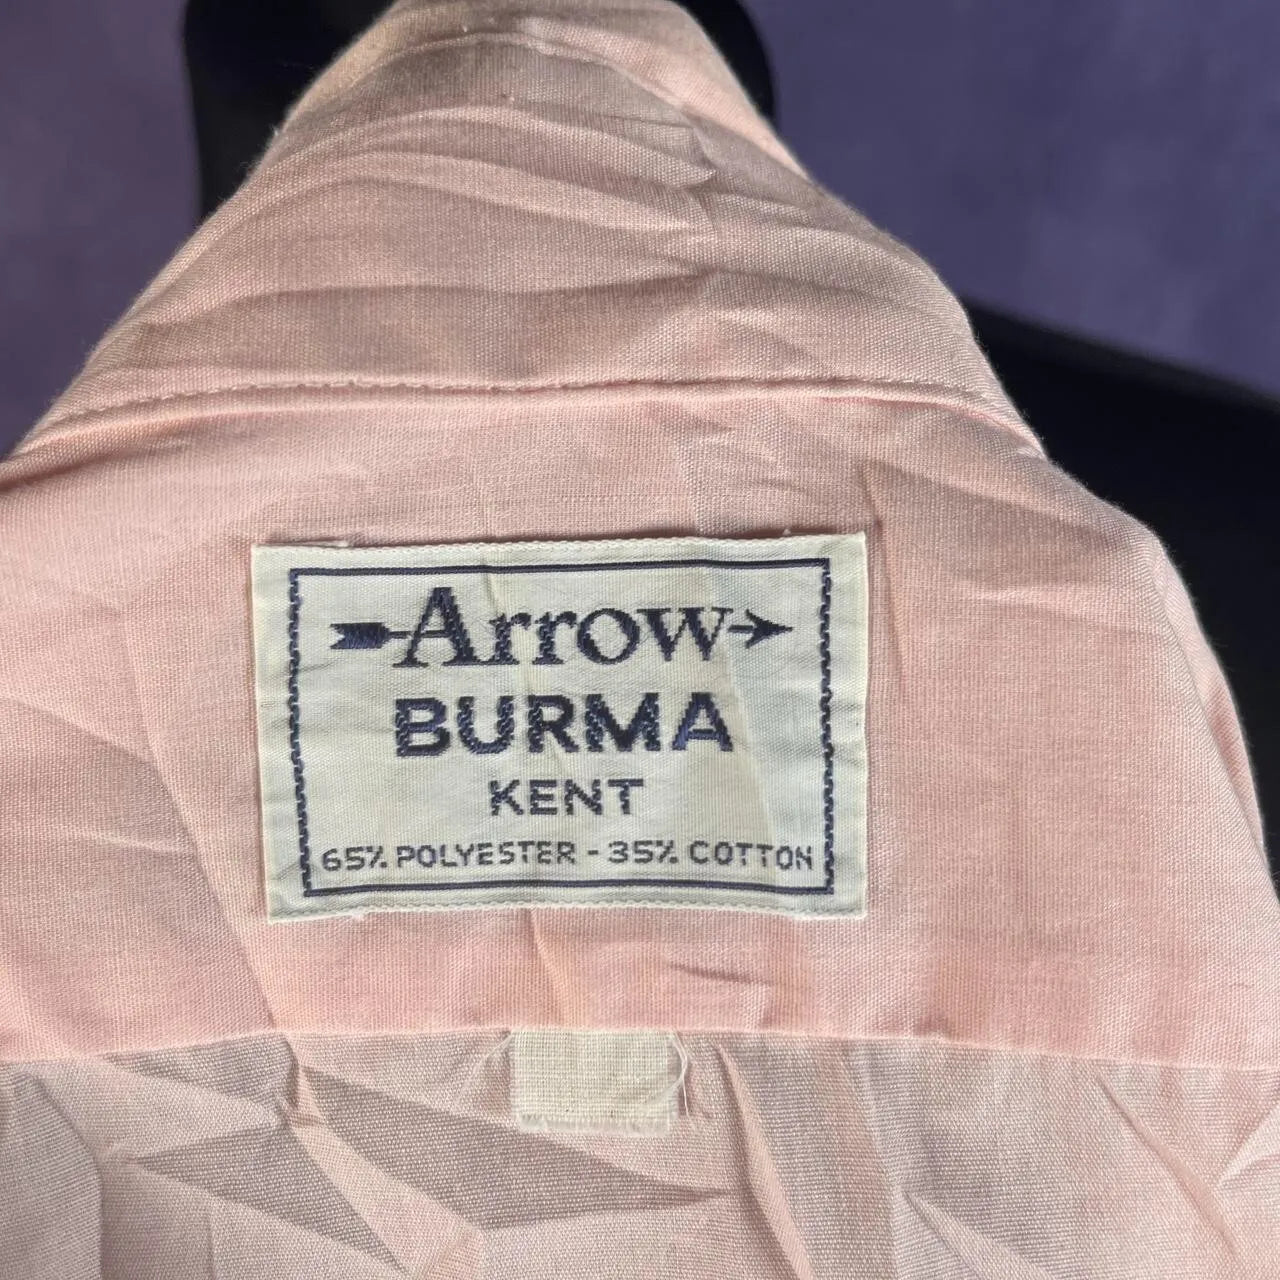 Arrow
BURMA
KENT
65% POLYESTER - 35% COTTON